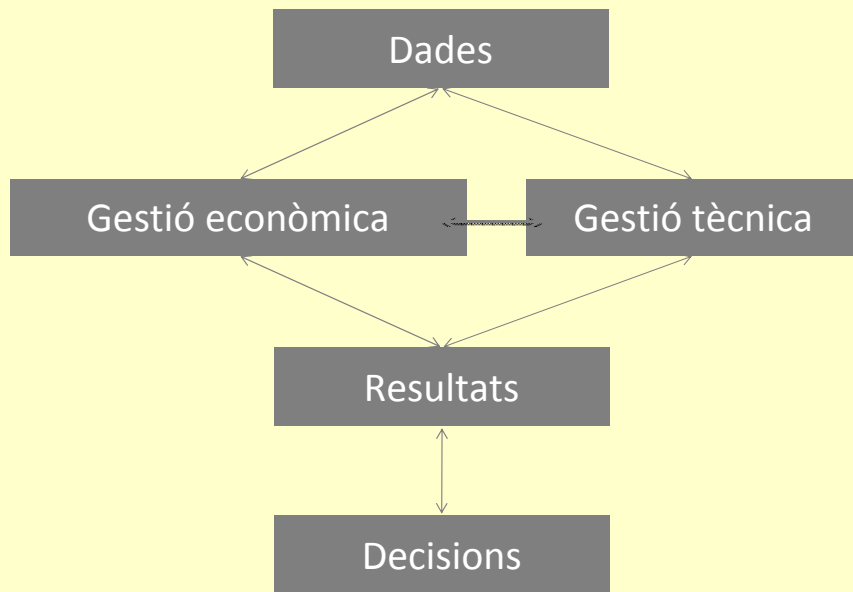 Dades
Gestió econòmica
Gestió tècnica
Resultats
Decisions